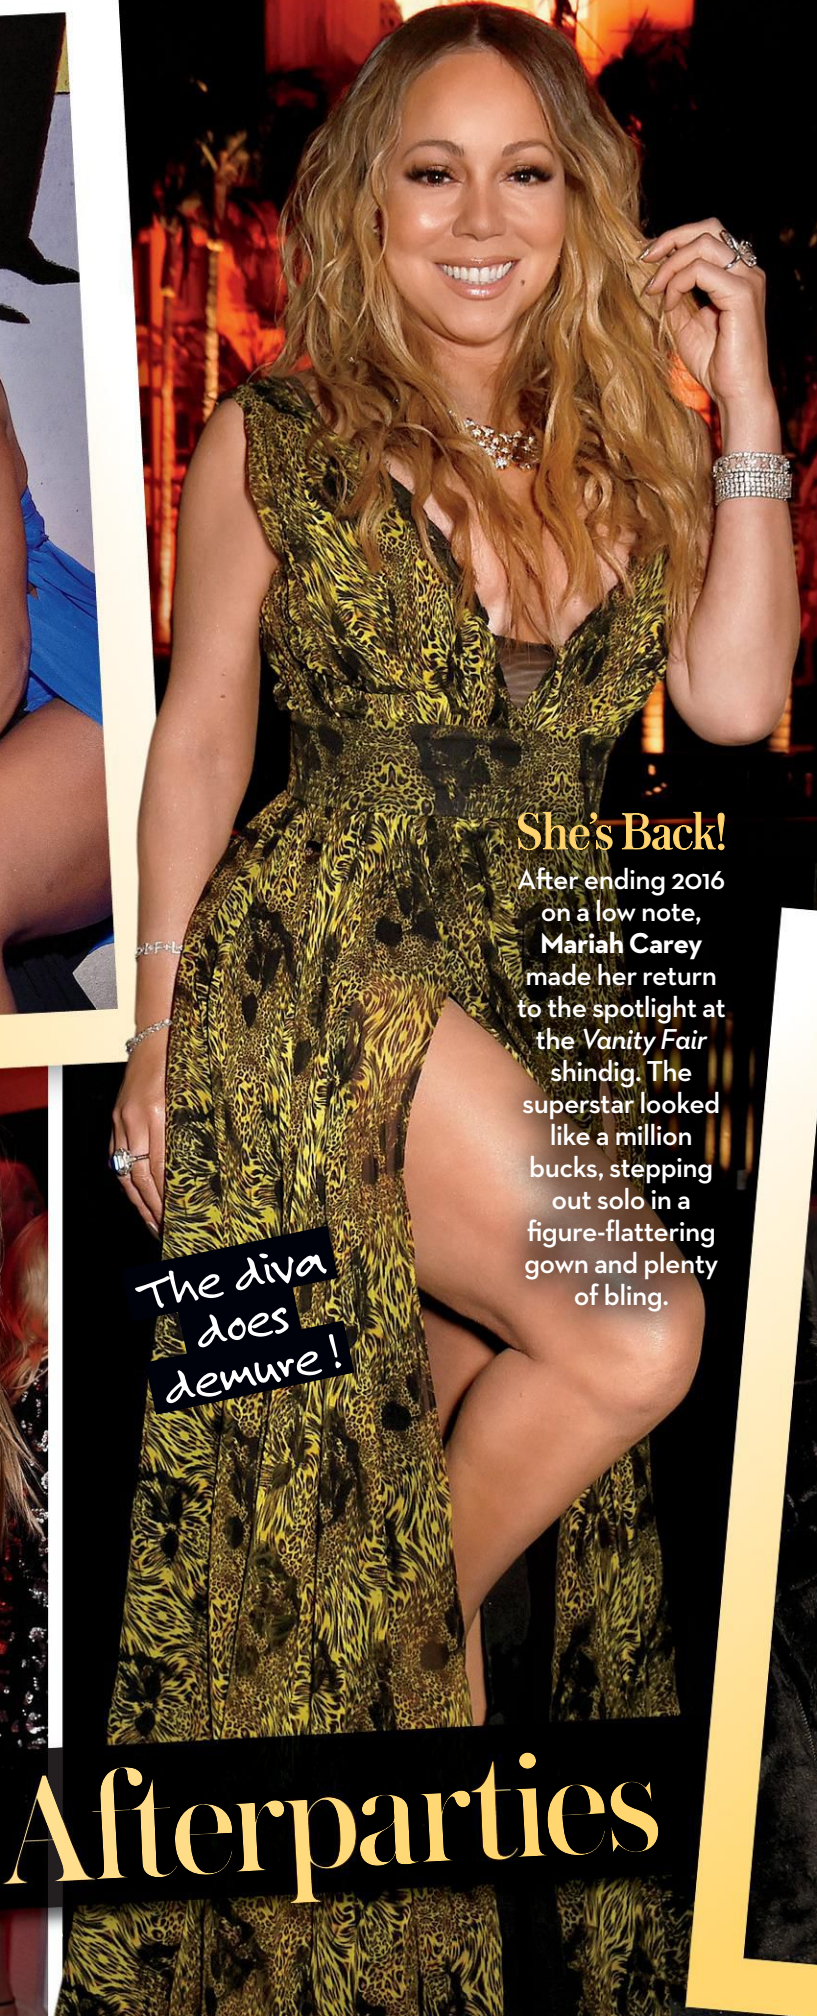 She's Back!
After ending 2016
on a low note,
Mariah Carey
made her return
to the spotlight at
the Vanity Fair
shindig. The
superstar looked
like a million
bucks, stepping
out solo in a
figure-flattering
gown and plenty
of bling.
The diva
does
demure!
Afterparties